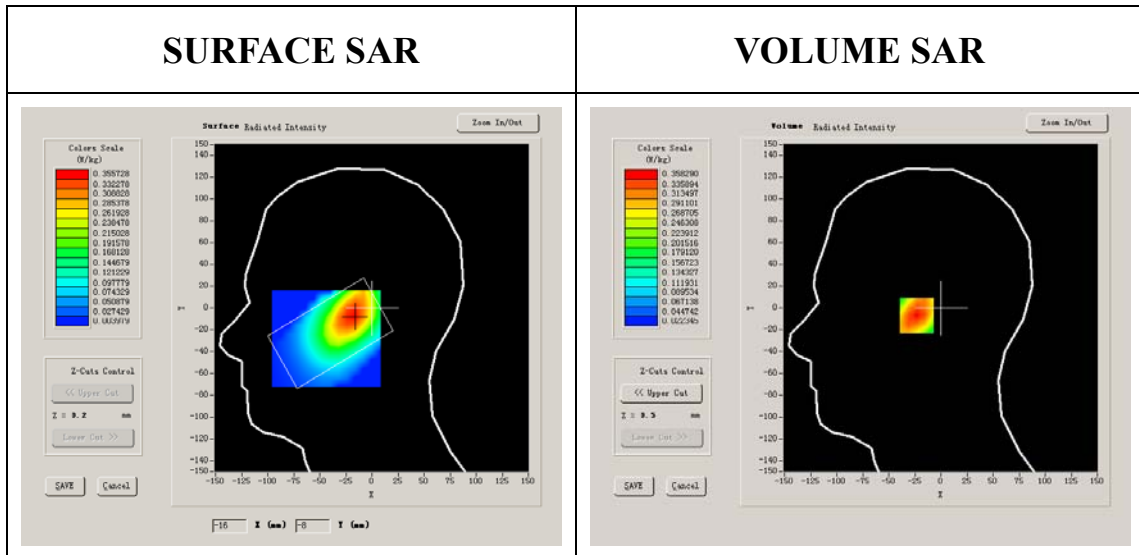 SURFACE SAR
Surface Radiated Intensity
Zoom In/Out
Colors Scale
(W/kg)
0.355728
0.332278
0.308828
0.285378
0.261928
0.238478
0.215028
0.191578
0.168128
0.144679
0.121229
0.097779
0.074329
0.050879
0.027429
0.003979
150
140
120
100
80
60
40
20
0
-20
-40
-60
-80
-100
-120
-140
-150
Y
-150 -125 -100 -75 -50 -25 0 25 50 75 100 125 150
X
Z-Cuts Control
<< Upper Cut
Z = mm
Lower Cut >>
SAVE Cancel
-16 X (mm) -8 Y (mm)
VOLUME SAR
Volume Radiated Intensity
Zoom In/Out
Colors Scale
(W/kg)
0.358290
0.335894
0.313497
0.291101
0.268705
0.246308
0.223912
0.201516
0.179120
0.156723
0.134327
0.111931
0.089534
0.067138
0.044742
0.022345
150
140
120
100
80
60
40
20
0
-20
-40
-60
-80
-100
-120
-140
-150
Y
-150 -125 -100 -75 -50 -25 0 25 50 75 100 125 150
X
Z-Cuts Control
<< Upper Cut
Z = mm
Lower Cut >>
SAVE Cancel